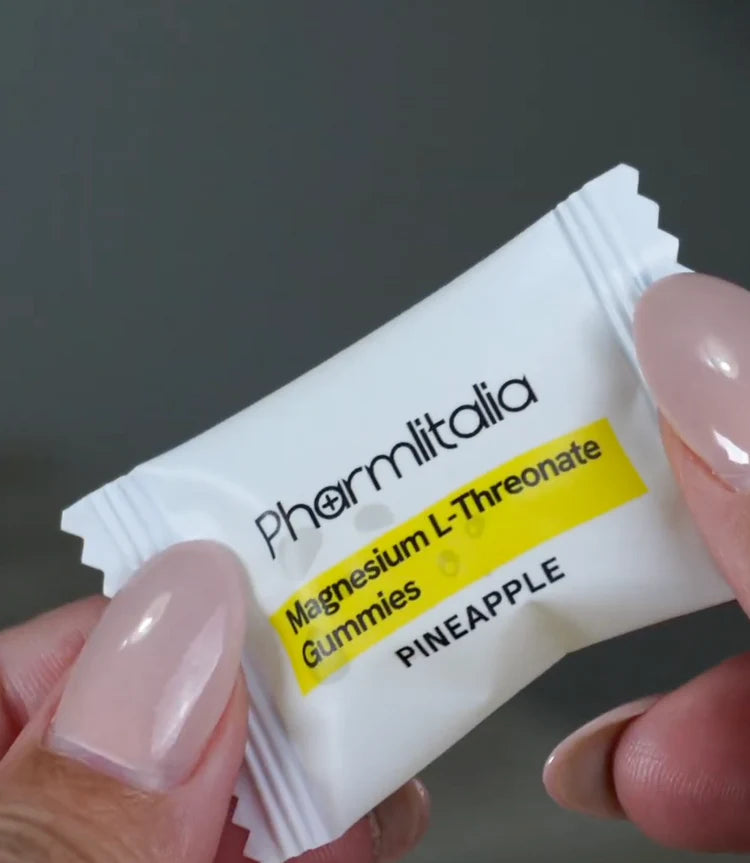 Pharmlitalia
Magnesium L-Threonate
Gummies
PINEAPPLE